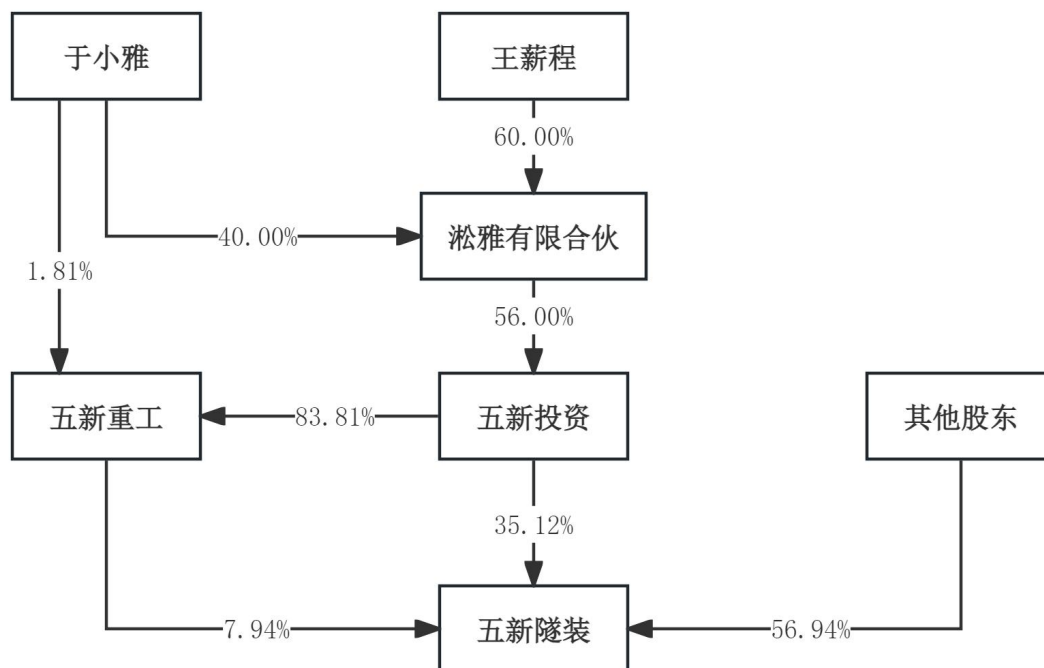 于小雅
王薪程
60.00%
淞雅有限合伙
40.00%
1.81%
56.00%
五新重工
83.81%
五新投资
其他股东
35.12%
7.94%
五新隧装
56.94%